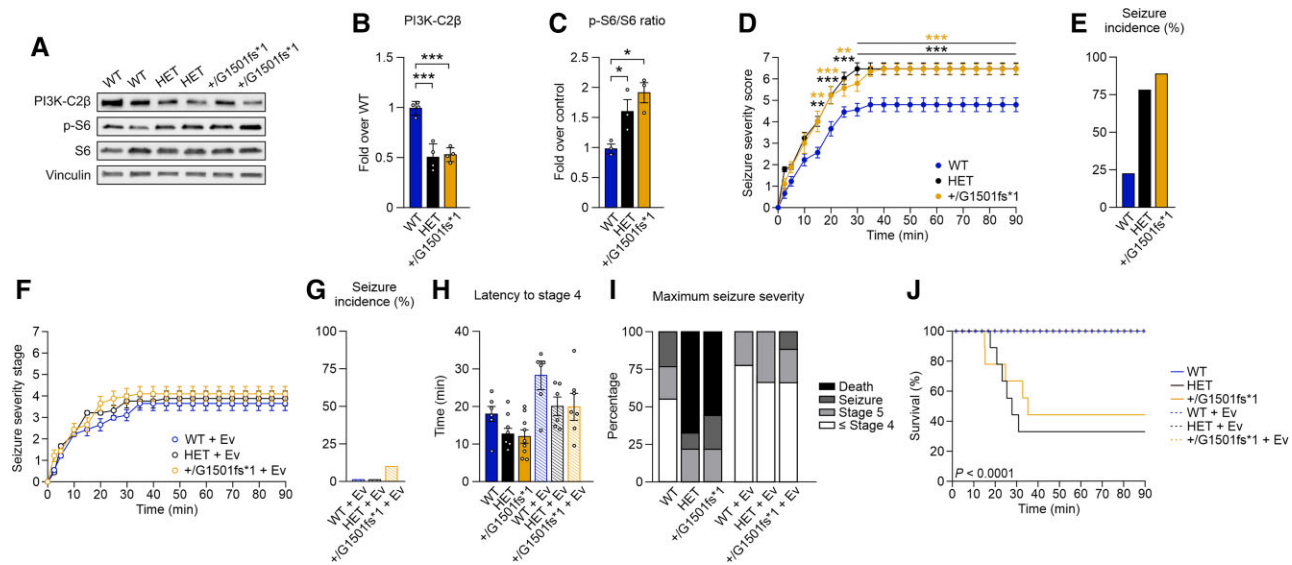 A
WT
WT
HET
HET
+/G1501fs*1
+/G1501fs*1
PI3K-C2β
p-S6
S6
Vinculin
B
PI3K-C2β
Fold over WT
1.5
1
0.5
0
***
***
WT
HET
+/G1501fs*1
C
p-S6/S6 ratio
Fold over control
2.5
2
1.5
1
0.5
0
*
*
WT
HET
+/G1501fs*1
D
Seizure severity score
7
6
5
4
3
2
1
0
**
**
***
***
**
***
***
***
WT
HET
+/G1501fs*1
0 10 20 30 40 50 60 70 80 90
Time (min)
E
Seizure
incidence (%)
100
75
50
25
0
WT
HET
+/G1501fs*1
F
Seizure severity stage
7
6
5
4
3
2
1
0
WT + Ev
HET + Ev
+/G1501fs*1 + Ev
0 10 20 30 40 50 60 70 80 90
Time (min)
G
Seizure
incidence (%)
100
75
50
25
0
WT + Ev
HET + Ev
+/G1501fs*1 + Ev
H
Latency to stage 4
Time (min)
40
30
20
10
0
WT
HET
+/G1501fs*1
WT + Ev
HET + Ev
+/G1501fs*1 + Ev
I
Maximum seizure severity
Percentage
100
75
50
25
0
WT
HET
+/G1501fs*1
WT + Ev
HET + Ev
+/G1501fs*1 + Ev
Death
Seizure
Stage 5
≤ Stage 4
J
Survival (%)
100
80
60
40
20
0
P < 0.0001
0 10 20 30 40 50 60 70 80 90
Time (min)
WT
HET
+/G1501fs*1
WT + Ev
HET + Ev
+/G1501fs*1 + Ev